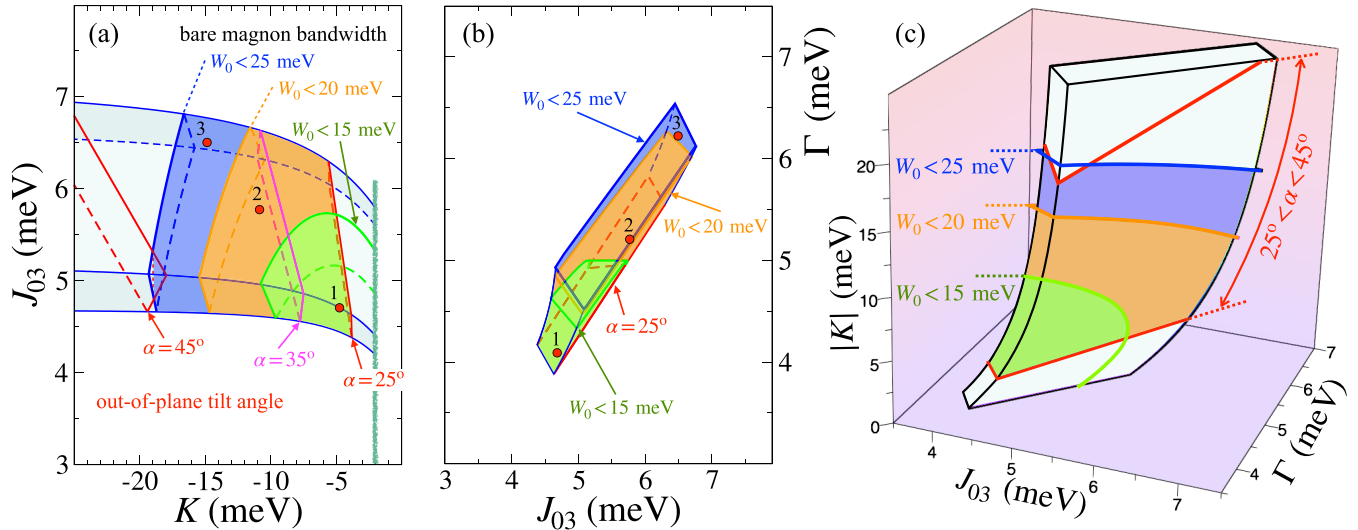 (a)
bare magnon bandwidth
W₀<25 meV
W₀<20 meV
W₀<15 meV
7
6
5
4
3
J₀₃ (meV)
3
2
1
α=45°
α=35°
α=25°
out-of-plane tilt angle
-20
-15
-10
-5
K (meV)
(b)
W₀<25 meV
3
W₀<20 meV
2
α=25°
1
W₀<15 meV
7
6
5
4
Γ (meV)
3
4
5
6
7
J₀₃ (meV)
(c)
25°<α<45°
W₀<25 meV
W₀<20 meV
W₀<15 meV
20
15
10
5
0
|K| (meV)
4
5
6
7
J₀₃ (meV)
4
5
6
7
Γ (meV)